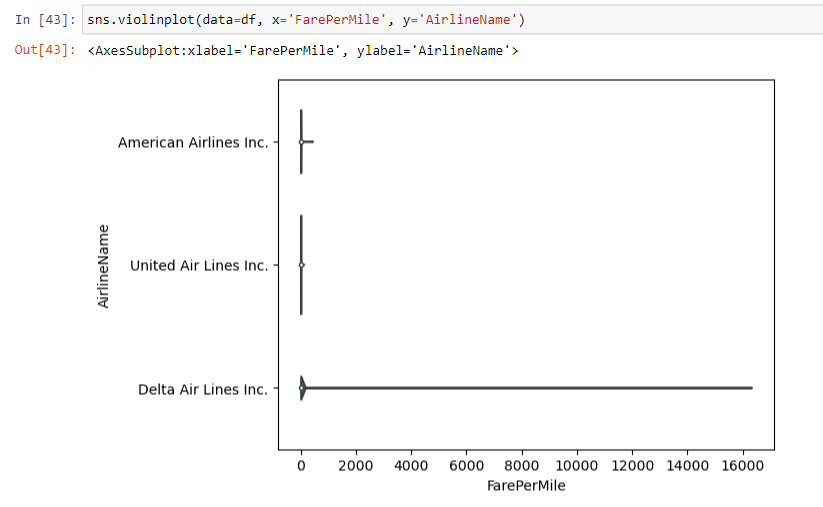 In [43]: sns.violinplot(data=df, x='FarePerMile', y='AirlineName')
Out[43]: <AxesSubplot:xlabel='FarePerMile', ylabel='AirlineName'>
American Airlines Inc.
United Air Lines Inc.
Delta Air Lines Inc.
AirlineName
0 2000 4000 6000 8000 10000 12000 14000 16000
FarePerMile